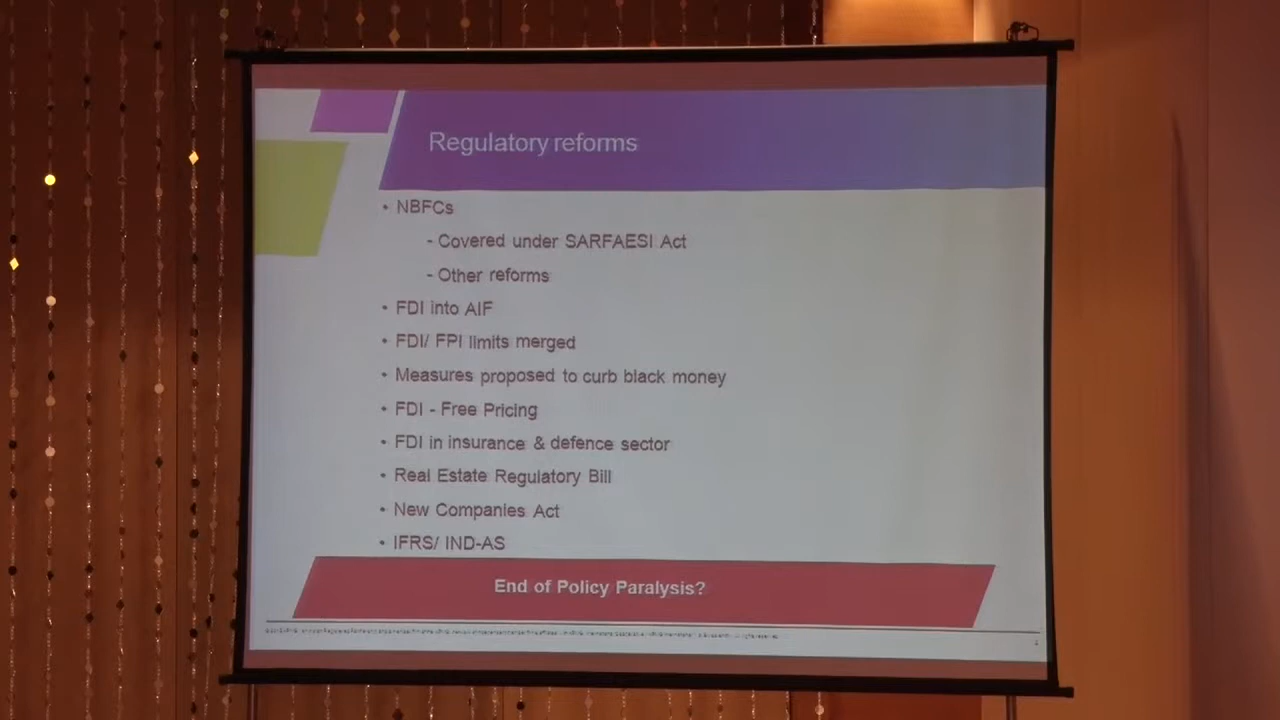 Regulatory reforms
• NBFCs
- Covered under SARFAESI Act
- Other reforms
• FDI into AIF
• FDI/ FPI limits merged
• Measures proposed to curb black money
• FDI - Free Pricing
• FDI in insurance & defence sector
• Real Estate Regulatory Bill
• New Companies Act
• IFRS/ IND-AS
End of Policy Paralysis?